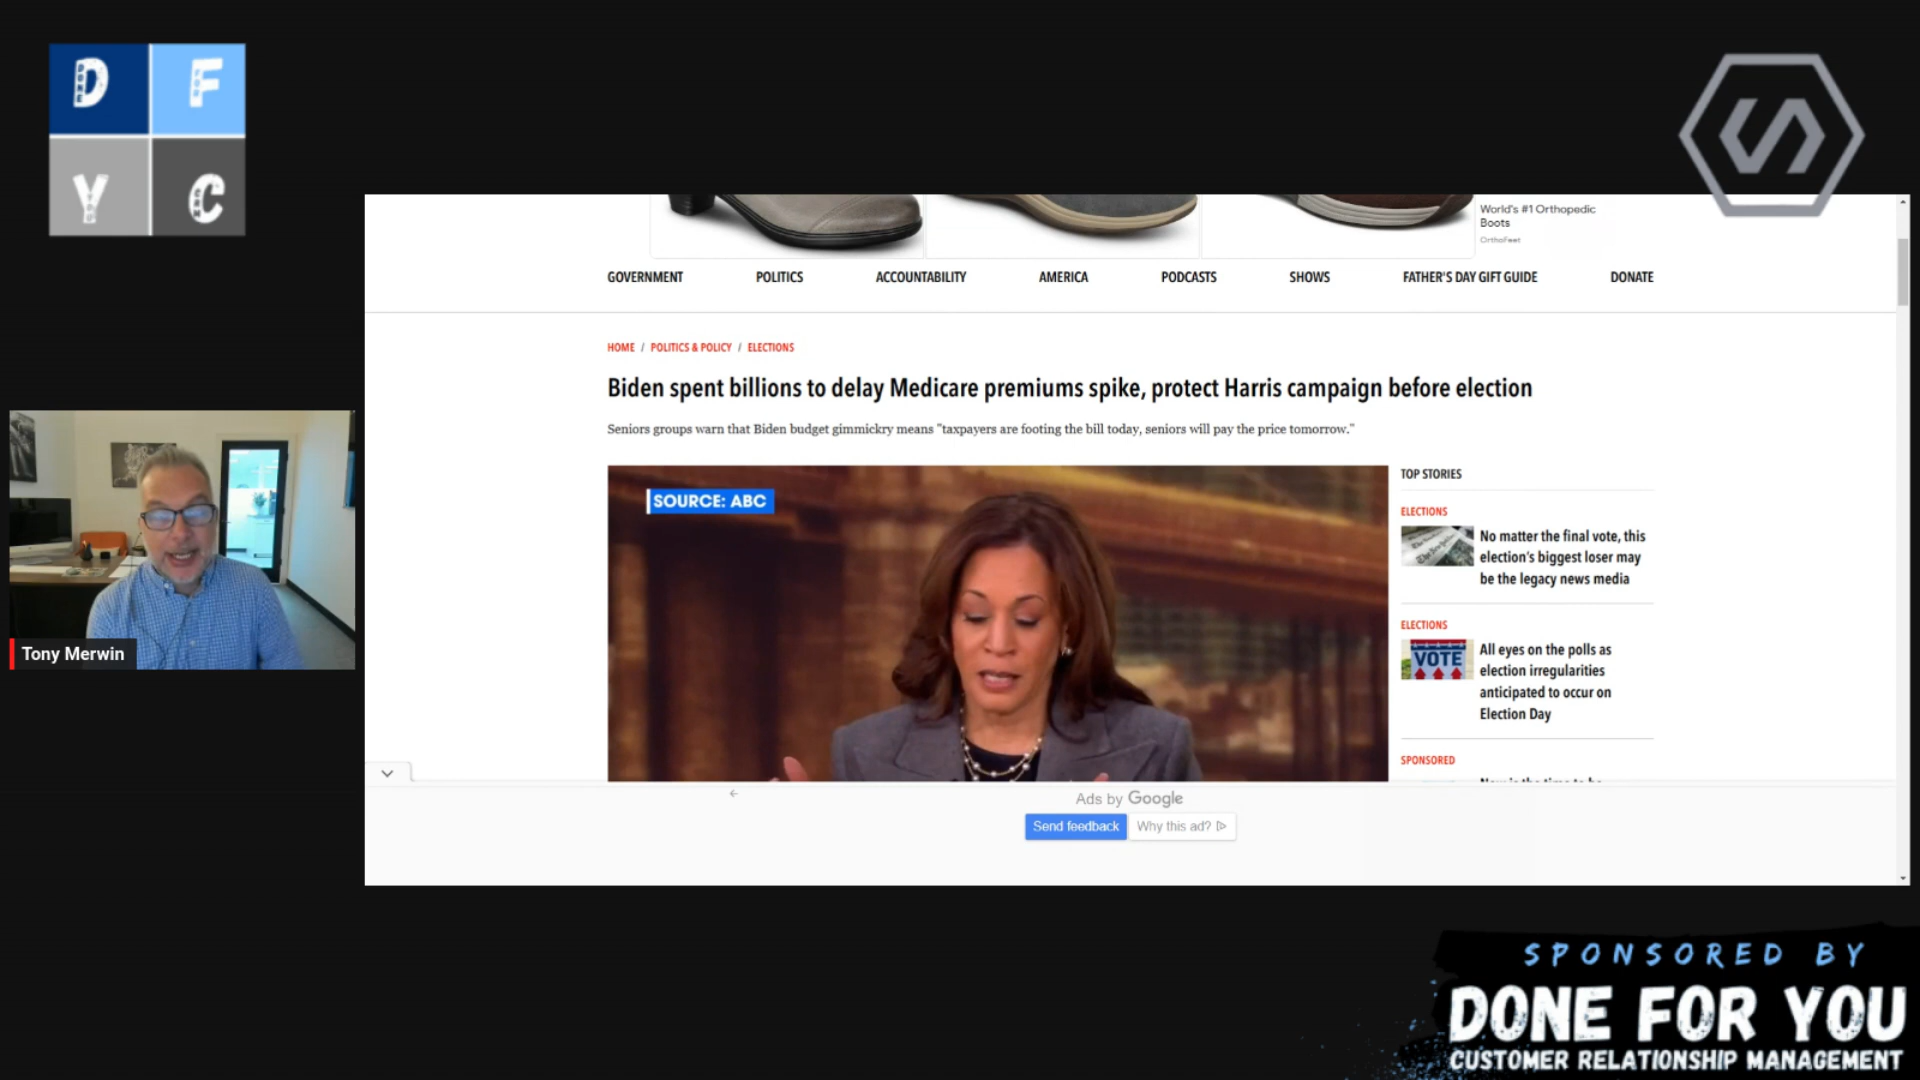 D F
Y C
World's #1 Orthopedic
Boots
OrthoFeet
GOVERNMENT POLITICS ACCOUNTABILITY AMERICA PODCASTS SHOWS FATHER'S DAY GIFT GUIDE DONATE
HOME / POLITICS & POLICY / ELECTIONS
Biden spent billions to delay Medicare premiums spike, protect Harris campaign before election
Seniors groups warn that Biden budget gimmickry means "taxpayers are footing the bill today, seniors will pay the price tomorrow."
SOURCE: ABC
TOP STORIES
ELECTIONS
No matter the final vote, this
election's biggest loser may
be the legacy news media
ELECTIONS
VOTE
All eyes on the polls as
election irregularities
anticipated to occur on
Election Day
SPONSORED
Tony Merwin
Ads by Google
Send feedback Why this ad?
SPONSORED BY
DONE FOR YOU
CUSTOMER RELATIONSHIP MANAGEMENT